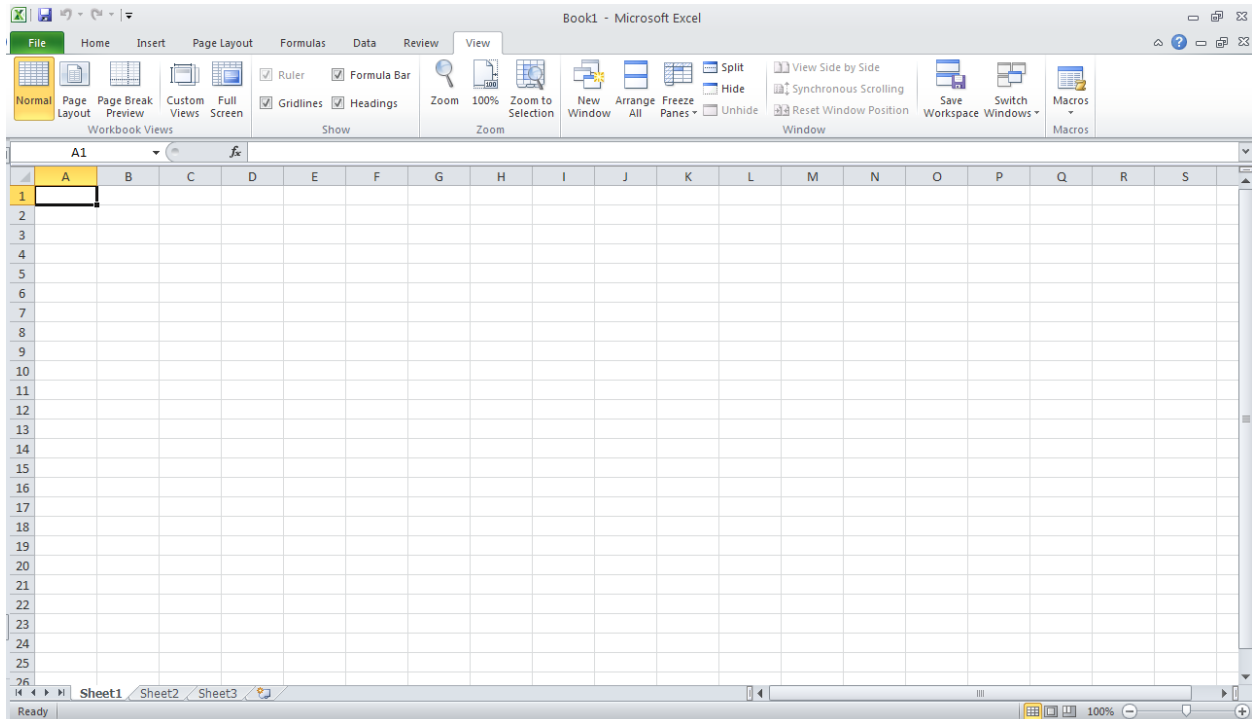 Book1 - Microsoft Excel
File Home Insert Page Layout Formulas Data Review View
Ruler Formula Bar Split View Side by Side
Hide Synchronous Scrolling
Normal Page Layout Page Break Preview Custom Views Full Screen Gridlines Headings Zoom 100% Zoom to Selection New Window Arrange All Freeze Panes Unhide Reset Window Position Save Workspace Switch Windows Macros
Workbook Views Show Zoom Window Macros
A1 fx
A B C D E F G H I J K L M N O P Q R S
1
2
3
4
5
6
7
8
9
10
11
12
13
14
15
16
17
18
19
20
21
22
23
24
25
26
Sheet1 Sheet2 Sheet3
Ready 100%